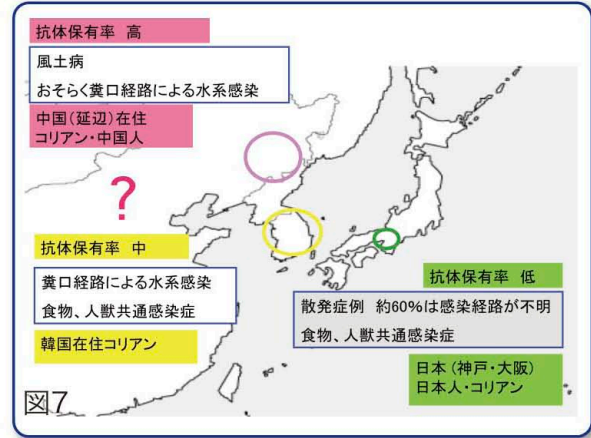 抗体保有率 高
風土病
おそらく糞口経路による水系感染
中国(延辺)在住
コリアン・中国人
?
抗体保有率 中
糞口経路による水系感染
食物、人獣共通感染症
韓国在住コリアン
抗体保有率 低
散発症例 約60%は感染経路が不明
食物、人獣共通感染症
日本(神戸・大阪)
日本人・コリアン
図7